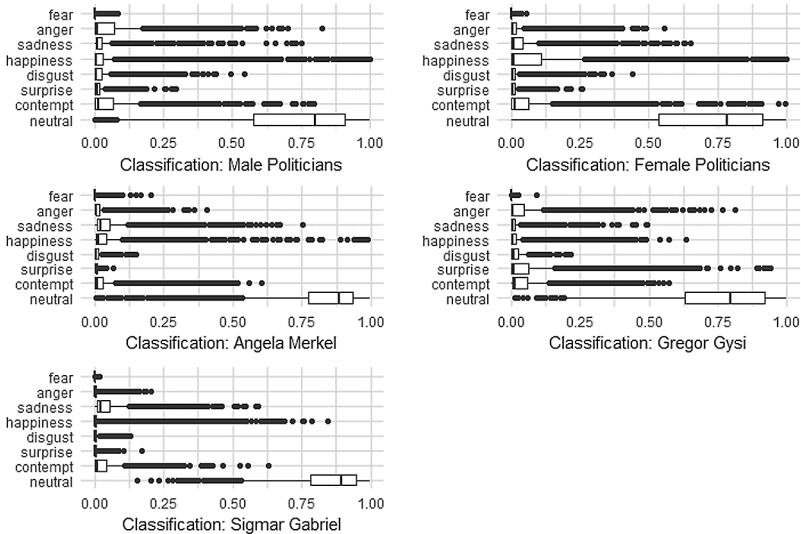 fear
anger
sadness
happiness
disgust
surprise
contempt
neutral
0.00 0.25 0.50 0.75 1.00
Classification: Male Politicians
fear
anger
sadness
happiness
disgust
surprise
contempt
neutral
0.00 0.25 0.50 0.75 1.00
Classification: Female Politicians
fear
anger
sadness
happiness
disgust
surprise
contempt
neutral
0.00 0.25 0.50 0.75 1.00
Classification: Angela Merkel
fear
anger
sadness
happiness
disgust
surprise
contempt
neutral
0.00 0.25 0.50 0.75 1.00
Classification: Gregor Gysi
fear
anger
sadness
happiness
disgust
surprise
contempt
neutral
0.00 0.25 0.50 0.75 1.00
Classification: Sigmar Gabriel